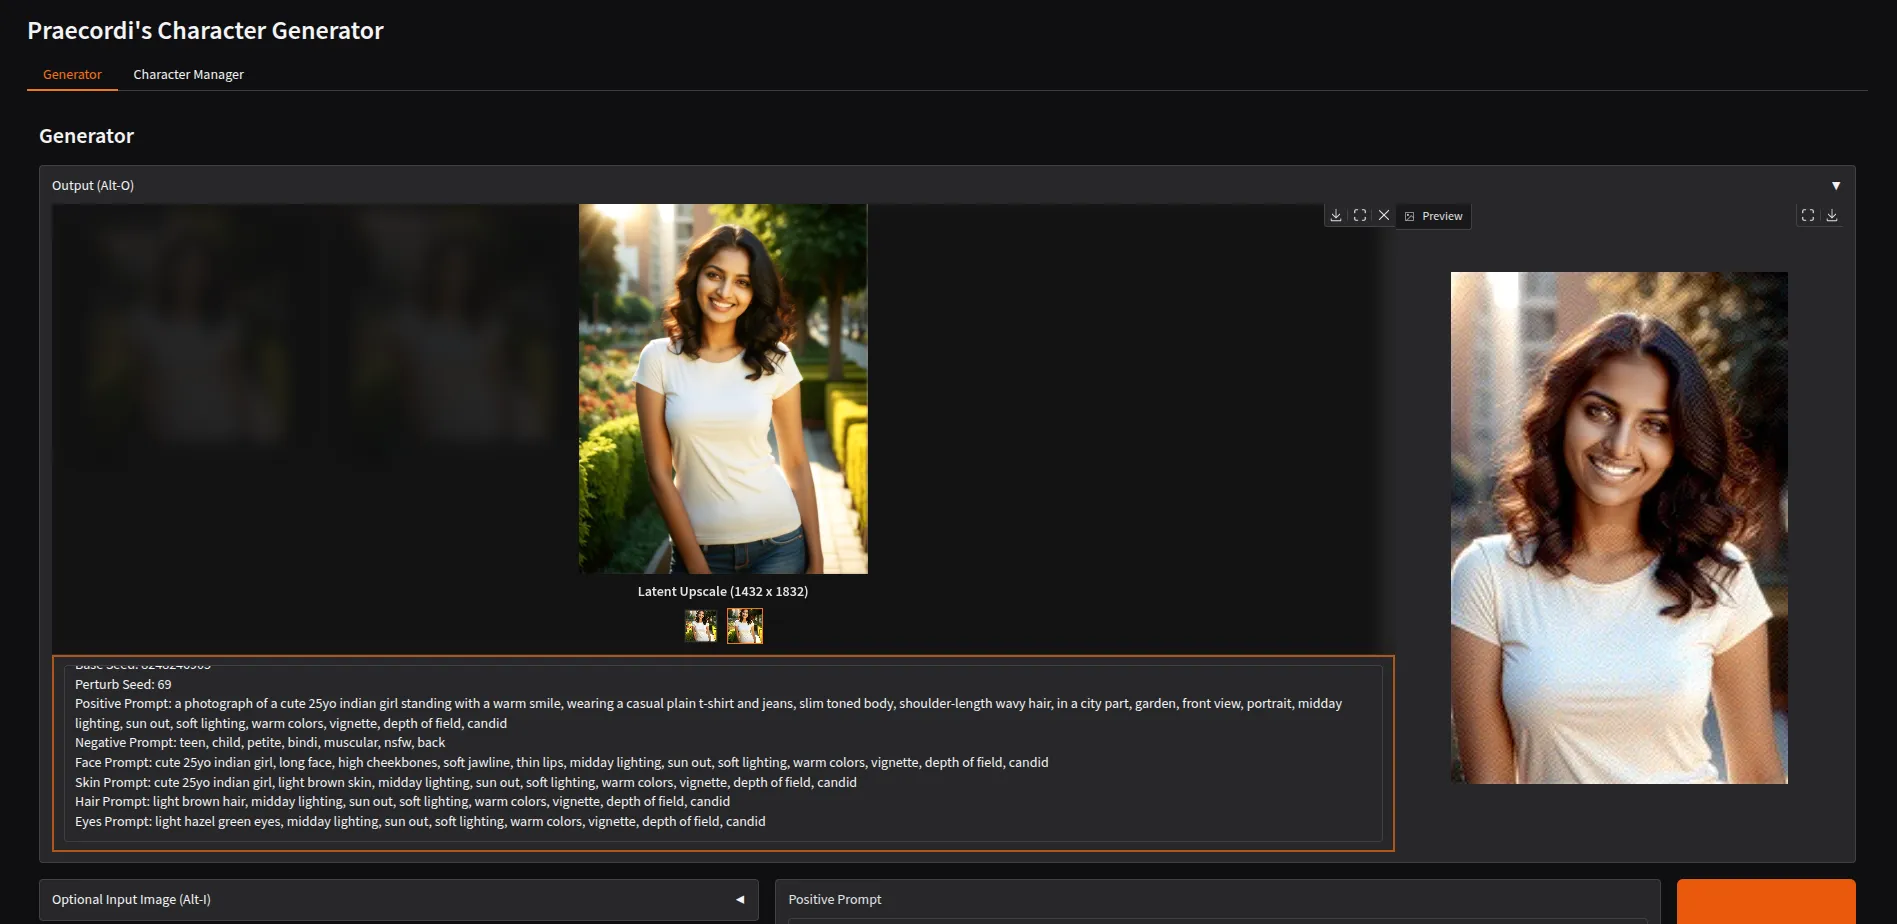 Praecordi's Character Generator
Generator
Character Manager
Generator
Output (Alt-O)
Preview
Latent Upscale (1432 x 1832)
Base Seed: 8248248905
Perturb Seed: 69
Positive Prompt: a photograph of a cute 25yo indian girl standing with a warm smile, wearing a casual plain t-shirt and jeans, slim toned body, shoulder-length wavy hair, in a city part, garden, front view, portrait, midday
lighting, sun out, soft lighting, warm colors, vignette, depth of field, candid
Negative Prompt: teen, child, petite, bindi, muscular, nsfw, back
Face Prompt: cute 25yo indian girl, long face, high cheekbones, soft jawline, thin lips, midday lighting, sun out, soft lighting, warm colors, vignette, depth of field, candid
Skin Prompt: cute 25yo indian girl, light brown skin, midday lighting, sun out, soft lighting, warm colors, vignette, depth of field, candid
Hair Prompt: light brown hair, midday lighting, sun out, soft lighting, warm colors, vignette, depth of field, candid
Eyes Prompt: light hazel green eyes, midday lighting, sun out, soft lighting, warm colors, vignette, depth of field, candid
Optional Input Image (Alt-I)
Positive Prompt